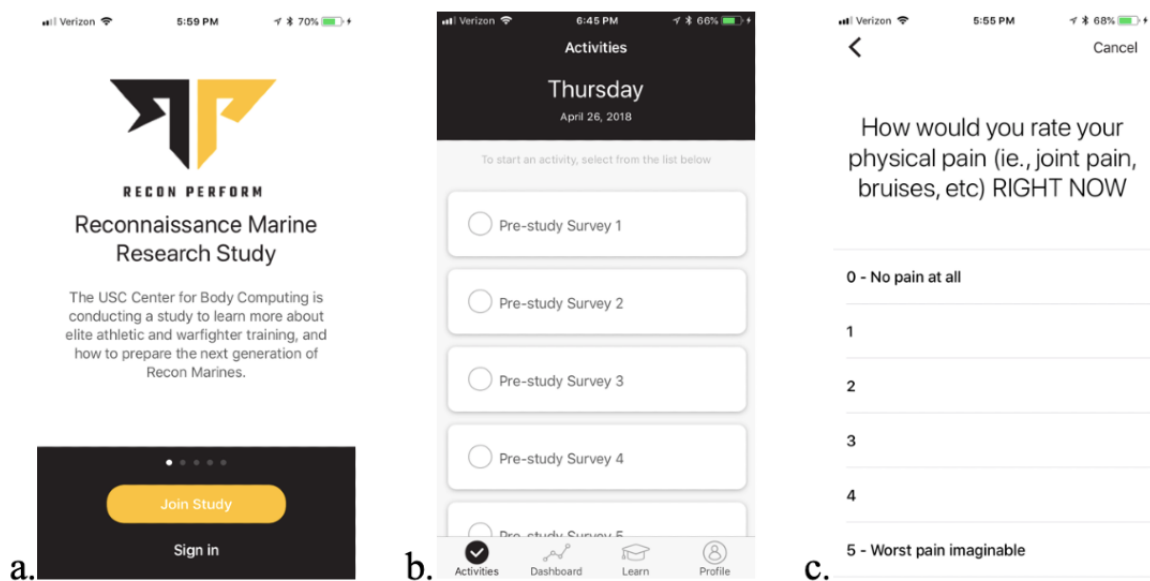 Verizon
5:59 PM
70%
RECON PERFORM
Reconnaissance Marine
Research Study
The USC Center for Body Computing is
conducting a study to learn more about
elite athletic and warfighter training, and
how to prepare the next generation of
Recon Marines.
Join Study
Sign in
a.
Verizon
6:45 PM
66%
Activities
Thursday
April 26, 2018
To start an activity, select from the list below
Pre-study Survey 1
Pre-study Survey 2
Pre-study Survey 3
Pre-study Survey 4
Pre-study Survey 5
Activities
Dashboard
Learn
Profile
b.
Verizon
5:55 PM
68%
Cancel
How would you rate your
physical pain (ie., joint pain,
bruises, etc) RIGHT NOW
0 - No pain at all
1
2
3
4
5 - Worst pain imaginable
c.